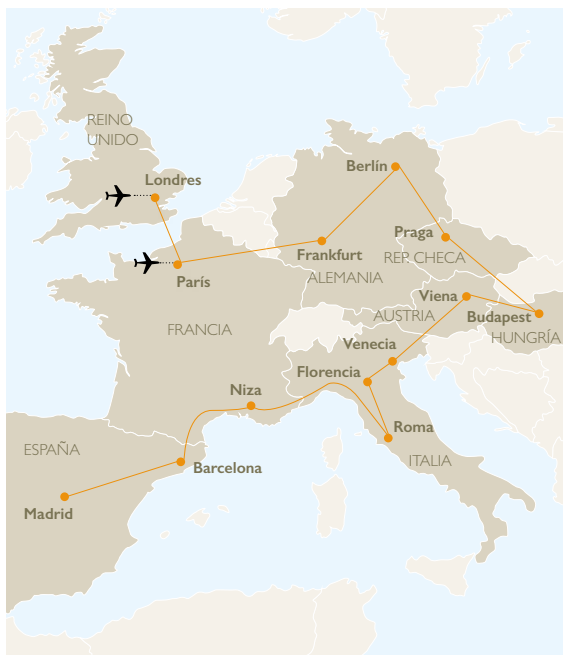 REINO
UNIDO
Londres
Berlín
Praga
REP. CHECA
Frankfurt
ALEMANIA
París
Viena
AUSTRIA
Budapest
HUNGRÍA
FRANCIA
Venecia
Florencia
Niza
Roma
ITALIA
ESPAÑA
Barcelona
Madrid